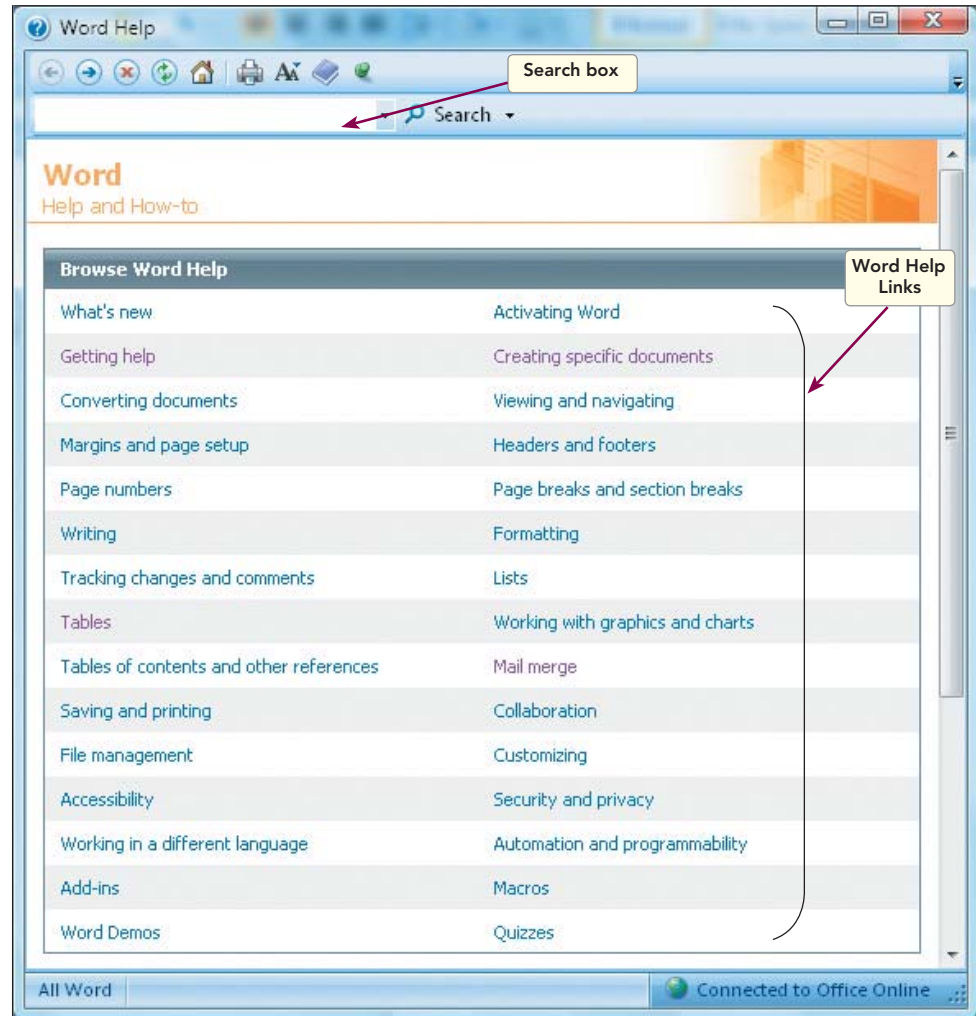 Word Help
Search box
Search
Word
Help and How-to
Browse Word Help
Word Help
Links
What's new Activating Word
Getting help Creating specific documents
Converting documents Viewing and navigating
Margins and page setup Headers and footers
Page numbers Page breaks and section breaks
Writing Formatting
Tracking changes and comments Lists
Tables Working with graphics and charts
Tables of contents and other references Mail merge
Saving and printing Collaboration
File management Customizing
Accessibility Security and privacy
Working in a different language Automation and programmability
Add-ins Macros
Word Demos Quizzes
All Word Connected to Office Online